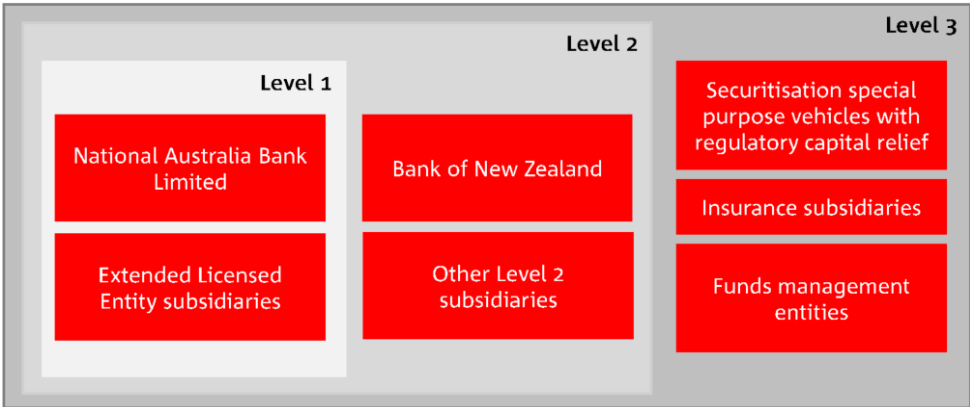 Level 3
Level 2
Level 1
National Australia Bank
Limited
Extended Licensed
Entity subsidiaries
Bank of New Zealand
Other Level 2
subsidiaries
Securitisation special
purpose vehicles with
regulatory capital relief
Insurance subsidiaries
Funds management
entities